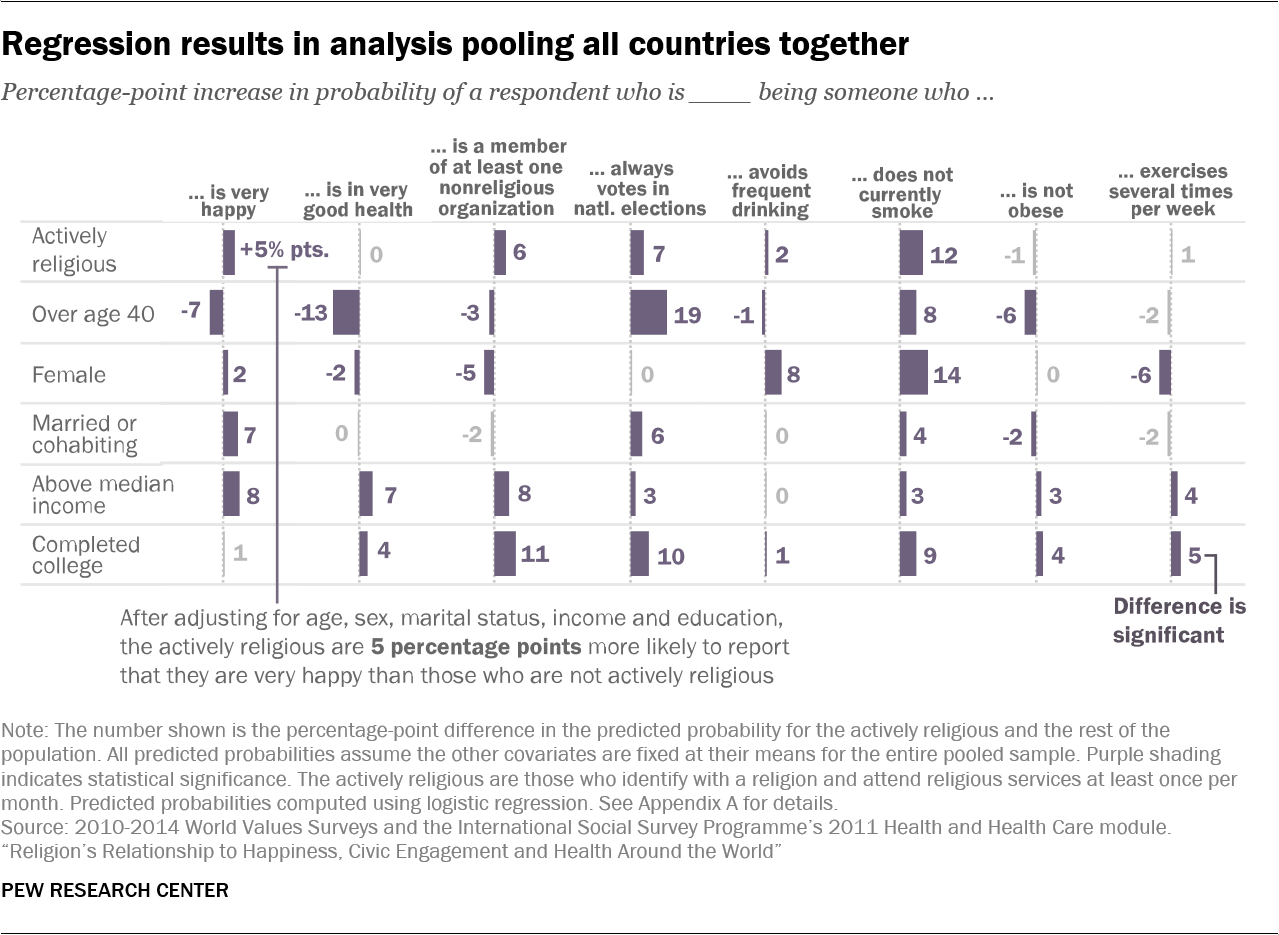 Regression results in analysis pooling all countries together
Percentage-point increase in probability of a respondent who is ____ being someone who ...
... is very
happy
... is in very
good health
... is a member
of at least one
nonreligious
organization
... always
votes in
natl. elections
... avoids
frequent
drinking
... does not
currently
smoke
... is not
obese
... exercises
several times
per week
Actively
religious
+5% pts.
0
6
7
2
12
-1
1
Over age 40
-7
-13
-3
19
-1
8
-6
-2
Female
2
-2
-5
0
8
14
0
-6
Married or
cohabiting
7
0
-2
6
0
4
-2
-2
Above median
income
8
7
8
3
0
3
3
4
Completed
college
1
4
11
10
1
9
4
5
After adjusting for age, sex, marital status, income and education,
the actively religious are 5 percentage points more likely to report
that they are very happy than those who are not actively religious
Difference is
significant
Note: The number shown is the percentage-point difference in the predicted probability for the actively religious and the rest of the
population. All predicted probabilities assume the other covariates are fixed at their means for the entire pooled sample. Purple shading
indicates statistical significance. The actively religious are those who identify with a religion and attend religious services at least once per
month. Predicted probabilities computed using logistic regression. See Appendix A for details.
Source: 2010-2014 World Values Surveys and the International Social Survey Programme’s 2011 Health and Health Care module.
“Religion’s Relationship to Happiness, Civic Engagement and Health Around the World”
PEW RESEARCH CENTER